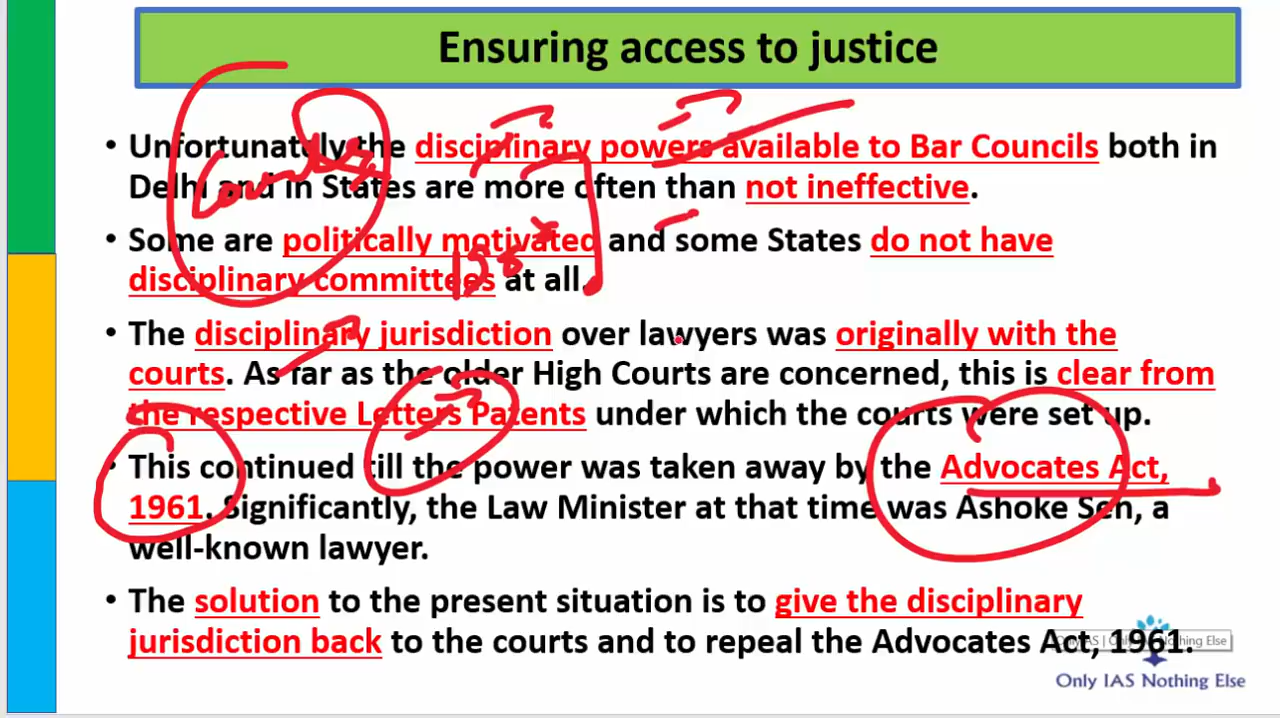 Ensuring access to justice
• Unfortunately the disciplinary powers available to Bar Councils both in
Delhi and in States are more often than not ineffective.
• Some are politically motivated and some States do not have
disciplinary committees at all.
• The disciplinary jurisdiction over lawyers was originally with the
courts. As far as the older High Courts are concerned, this is clear from
the respective Letters Patents under which the courts were set up.
• This continued till the power was taken away by the Advocates Act,
1961. Significantly, the Law Minister at that time was Ashoke Sen, a
well-known lawyer.
• The solution to the present situation is to give the disciplinary
jurisdiction back to the courts and to repeal the Advocates Act, 1961.
Only IAS Nothing Else